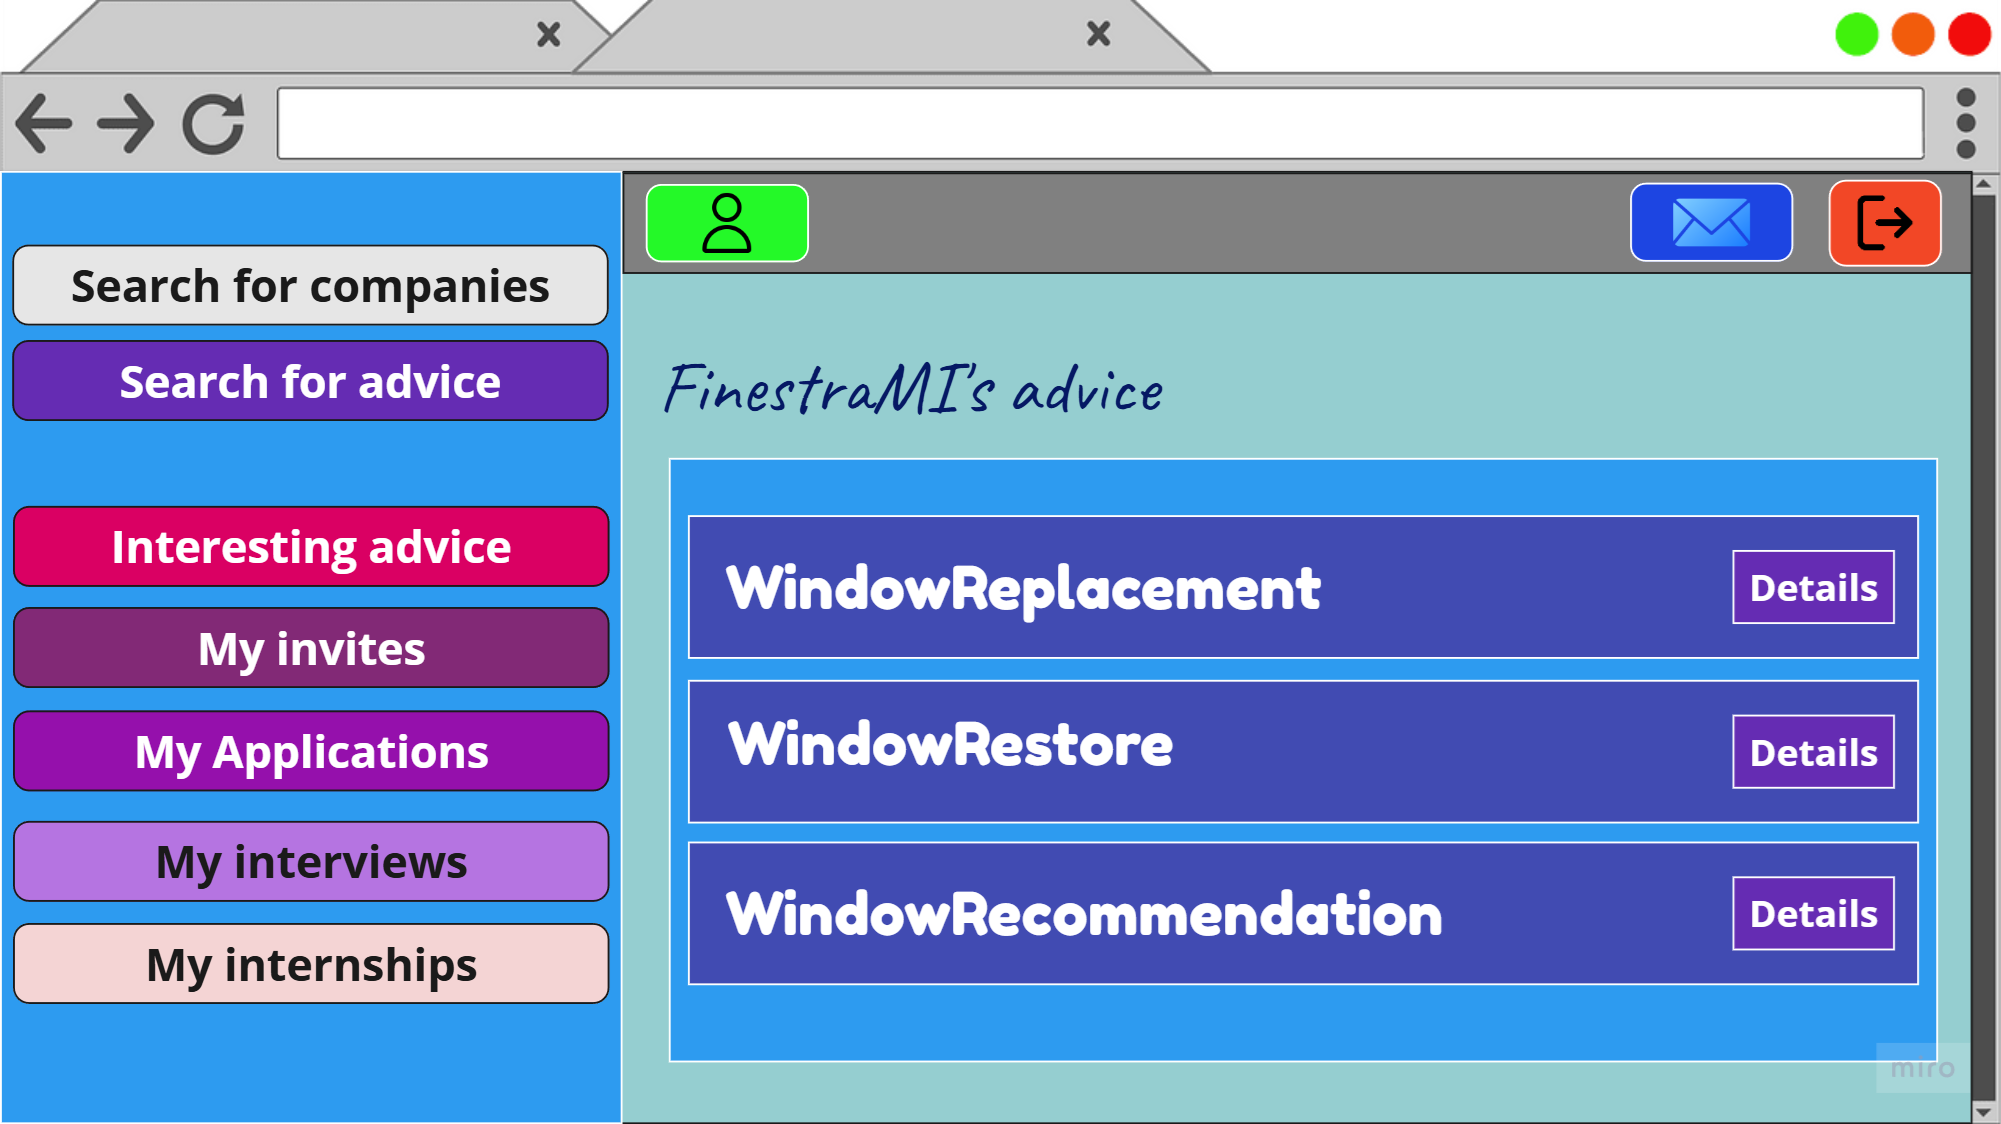 Search for companies
Search for advice
Interesting advice
My invites
My Applications
My interviews
My internships
FinestraMI's advice
WindowReplacement
Details
WindowRestore
Details
WindowRecommendation
Details
miro